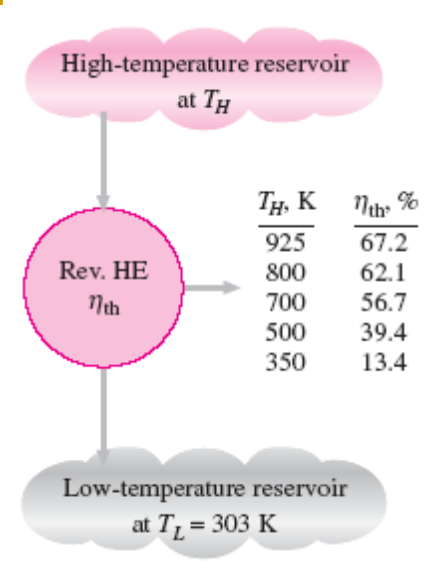 High-temperature reservoir
at T_H
T_H, K η_th, %
925 67.2
Rev. HE 800 62.1
η_th 700 56.7
500 39.4
350 13.4
Low-temperature reservoir
at T_L = 303 K